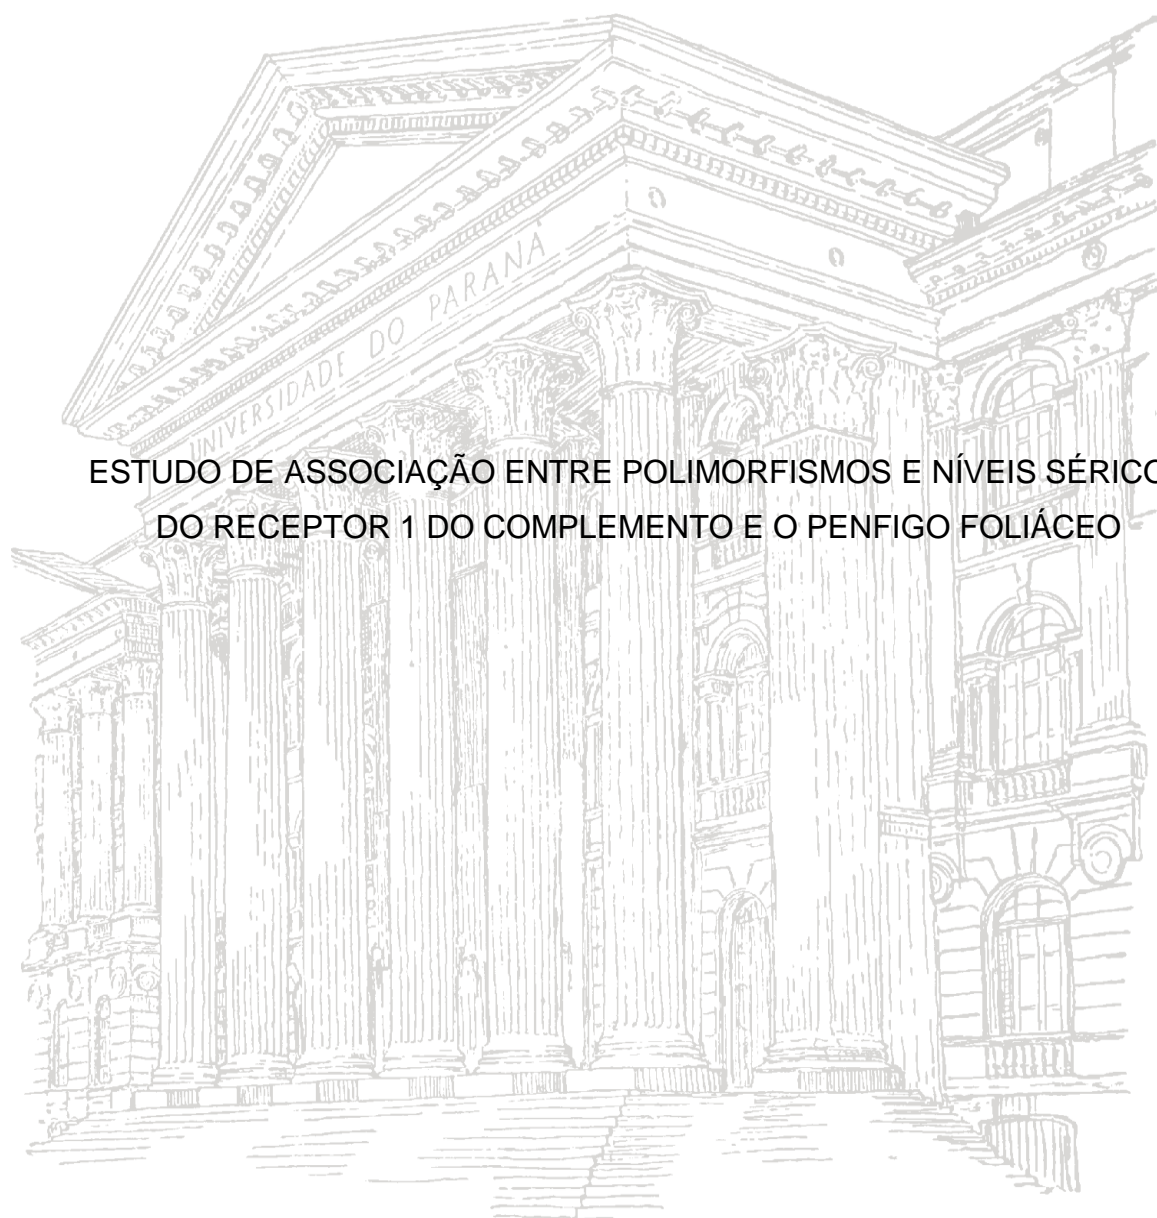 UNIVERSIDADE DO PARANÁ
ESTUDO DE ASSOCIAÇÃO ENTRE POLIMORFISMOS E NÍVEIS SÉRICO
DO RECEPTOR 1 DO COMPLEMENTO E O PENFIGO FOLIÁCEO